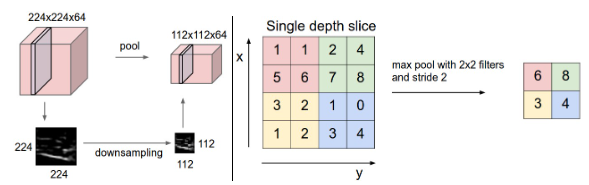 224x224x64
pool
112x112x64
224
224
downsampling
112
112
Single depth slice
x
1 1 2 4
5 6 7 8
3 2 1 0
1 2 3 4
y
max pool with 2x2 filters
and stride 2
6 8
3 4